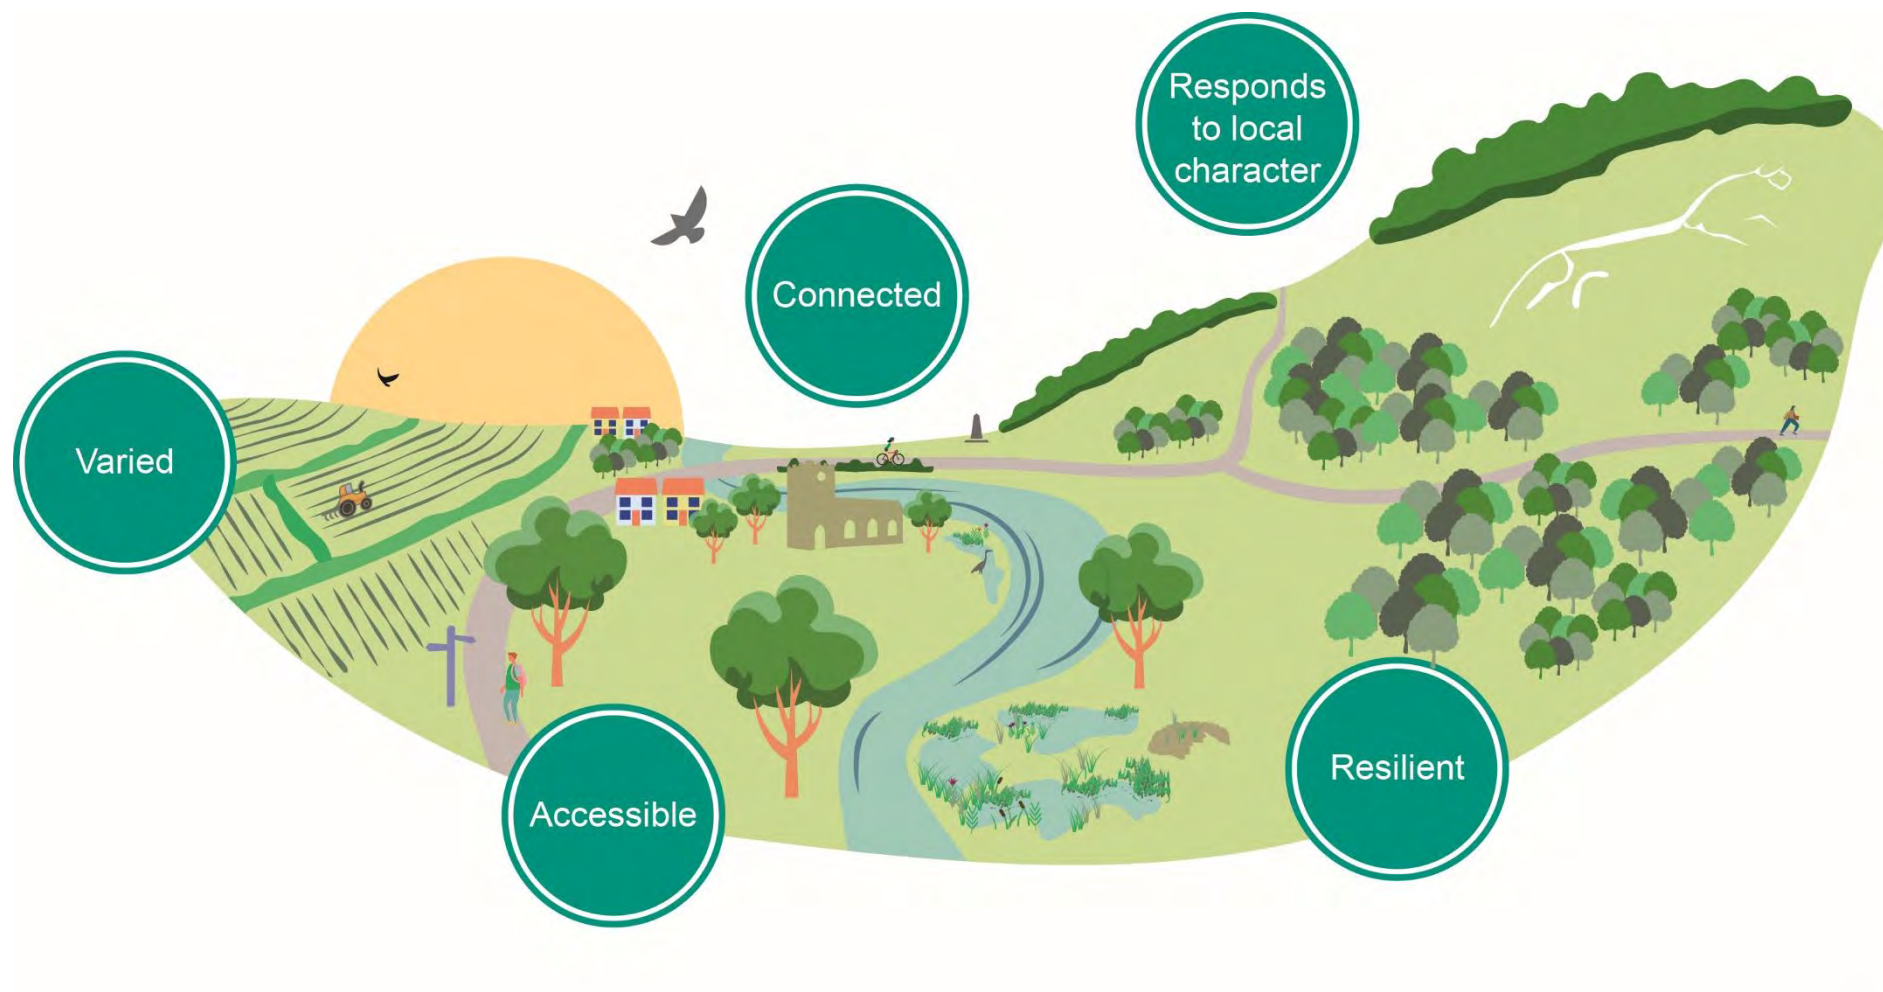 Responds
to local
character
Connected
Varied
Resilient
Accessible